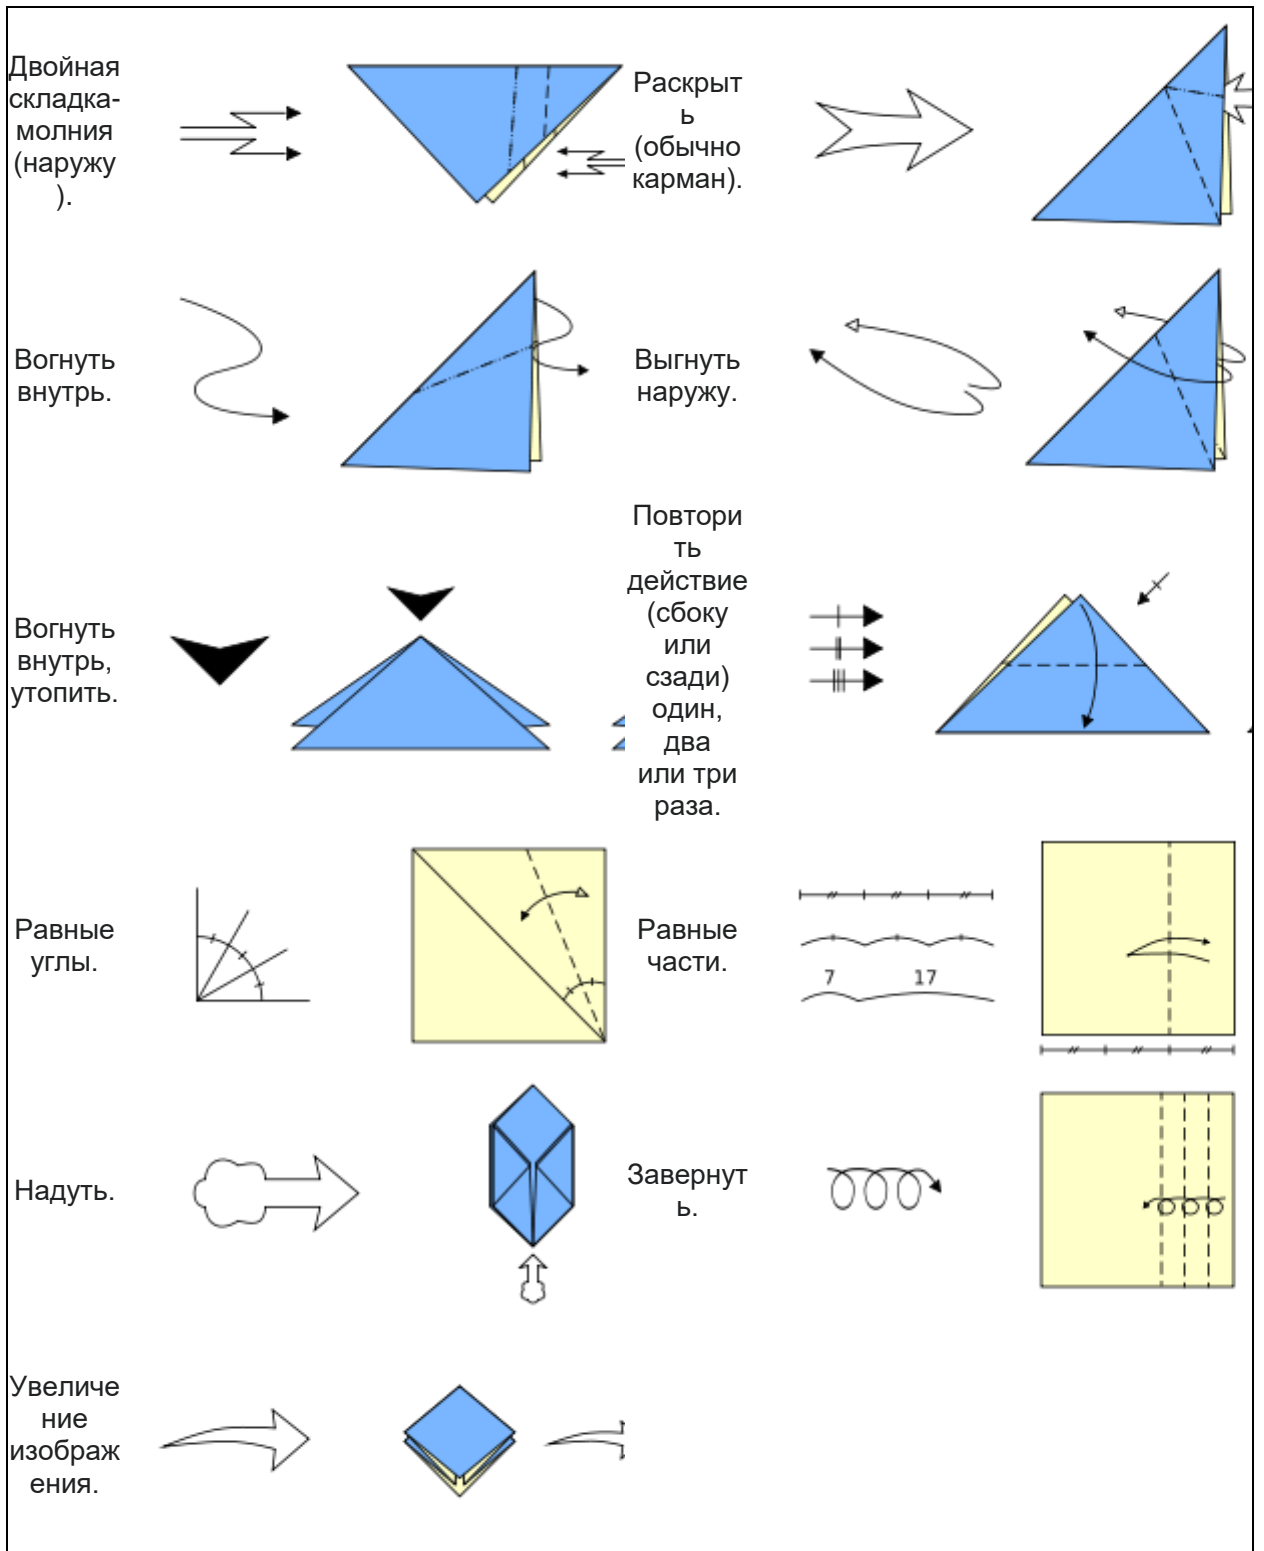 Двойная
складка-
молния
(наружу
).
Раскрыт
ь
(обычно
карман).
Вогнуть
внутрь.
Выгнуть
наружу.
Вогнуть
внутрь,
утопить.
Повтори
ть
действие
(сбоку
или
сзади)
один,
два
или три
раза.
Равные
углы.
Равные
части.
7 17
Надуть.
Завернут
ь.
Увеличе
ние
изображ
ения.